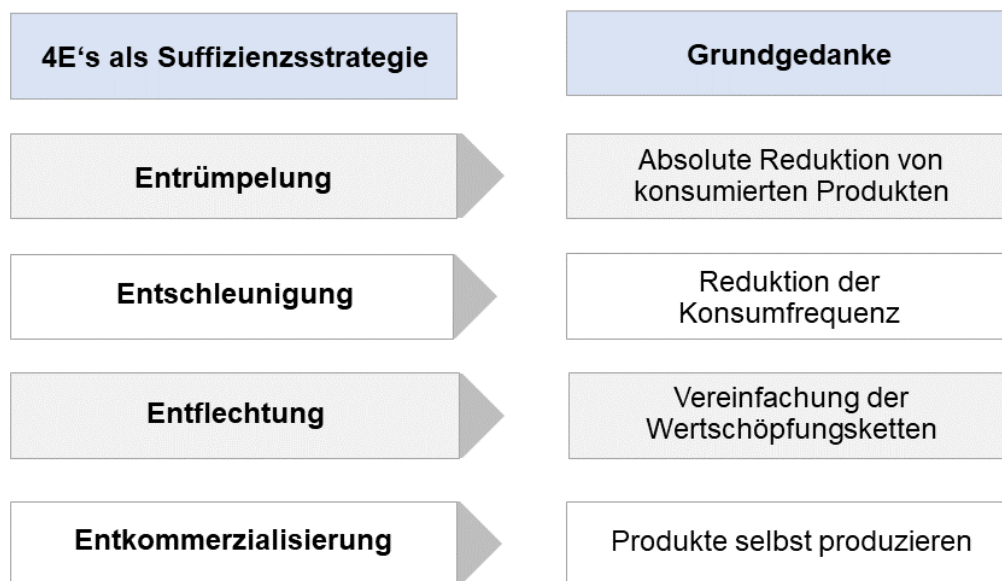 4E‘s als Suffizienzsstrategie
Grundgedanke
Entrümpelung
Absolute Reduktion von
konsumierten Produkten
Entschleunigung
Reduktion der
Konsumfrequenz
Entflechtung
Vereinfachung der
Wertschöpfungsketten
Entkommerzialisierung
Produkte selbst produzieren